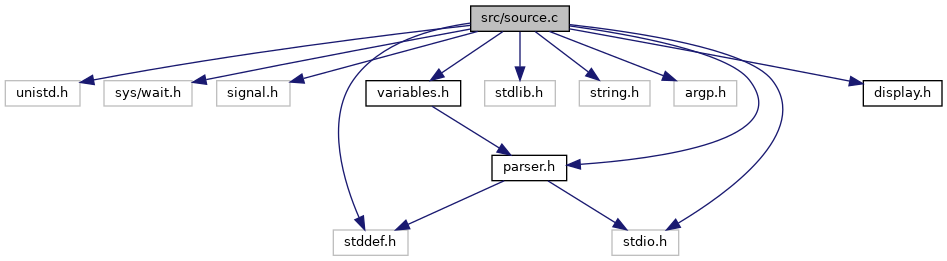 src/source.c
unistd.h
sys/wait.h
signal.h
variables.h
stdlib.h
string.h
argp.h
display.h
parser.h
stddef.h
stdio.h